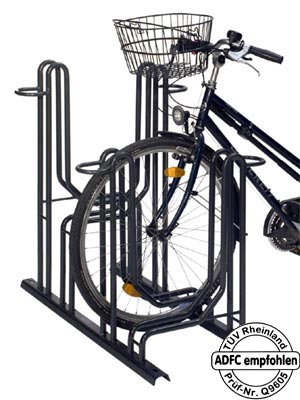 TÜV Rheinland
ADFC empfohlen
Prüf-Nr. Q9605